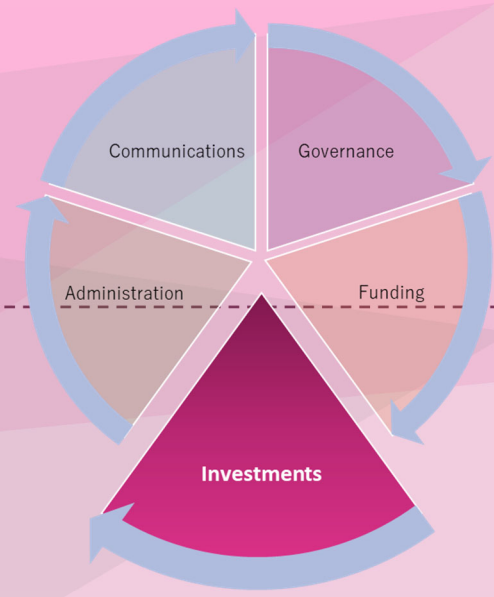 Communications
Governance
Administration
Funding
Investments